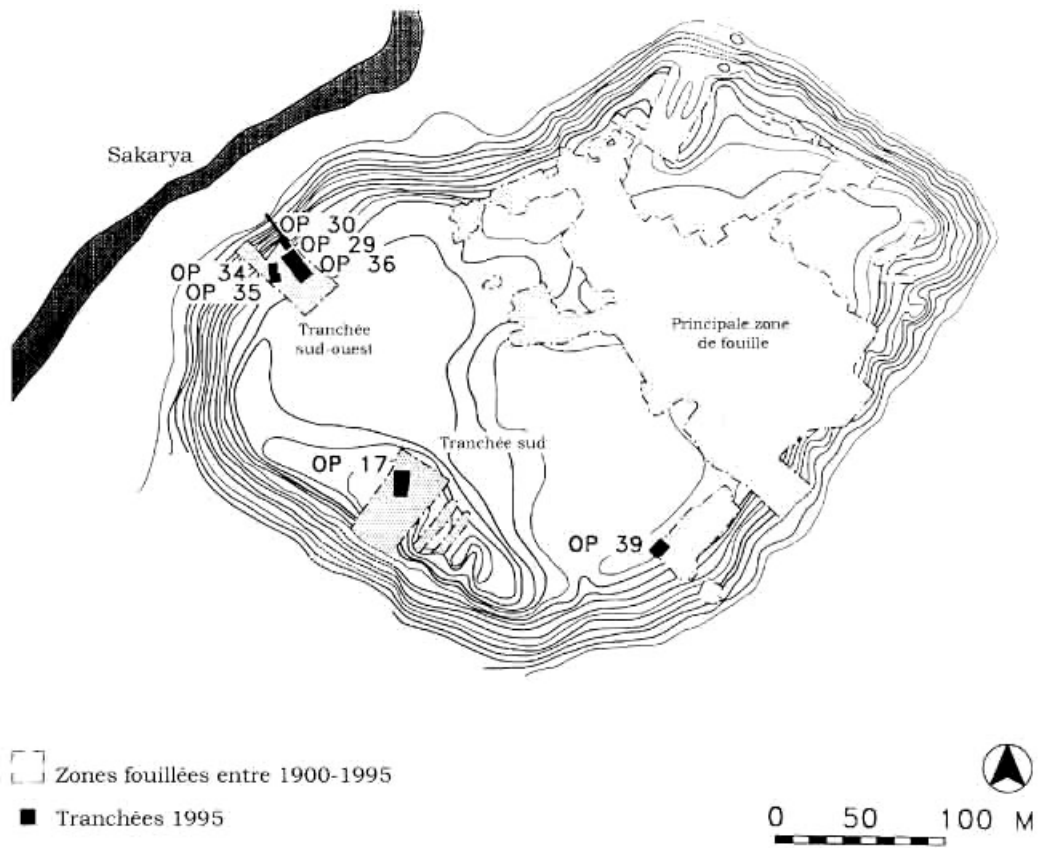 Sakarya
OP 30
OP 29
OP 36
OP 34
OP 35
Tranchée
sud-ouest
Principale zone
de fouille
Tranchée sud
OP 17
OP 39
Zones fouillées entre 1900-1995
Tranchées 1995
0 50 100 M